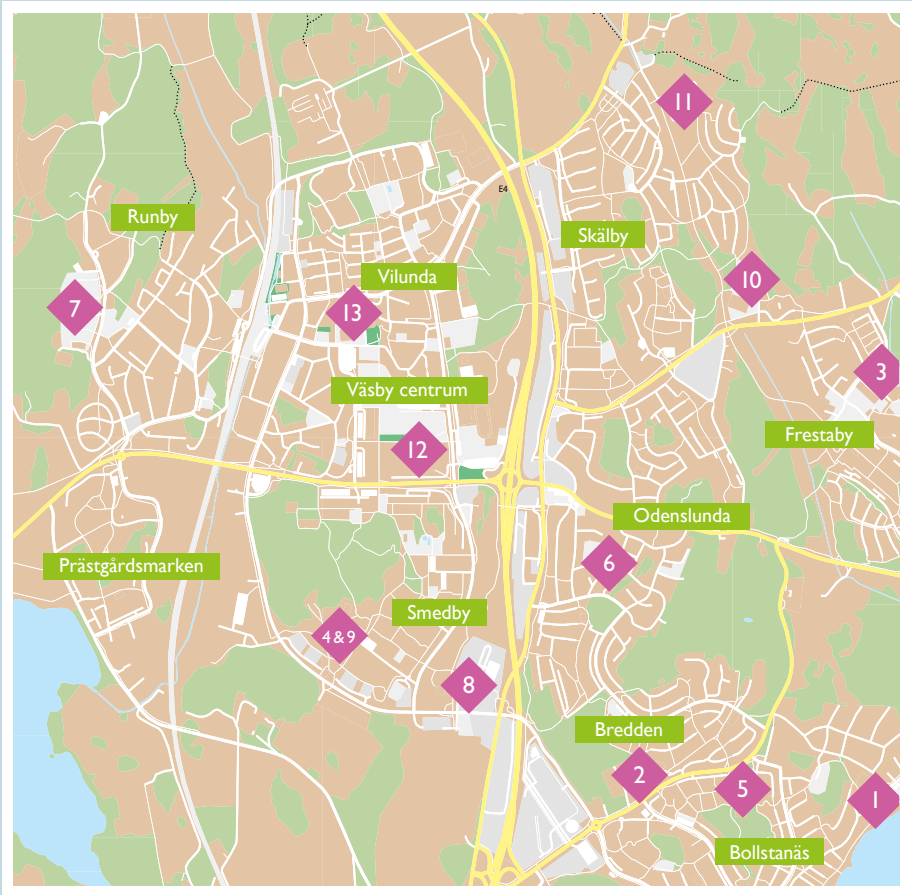 11
E4
Runby
Skälby
Vilunda
10
7
13
3
Väsby centrum
Frestaby
12
Odenslunda
Prästgårdsmarken
6
Smedby
4&9
8
Bredden
2
5
1
Bollstanäs